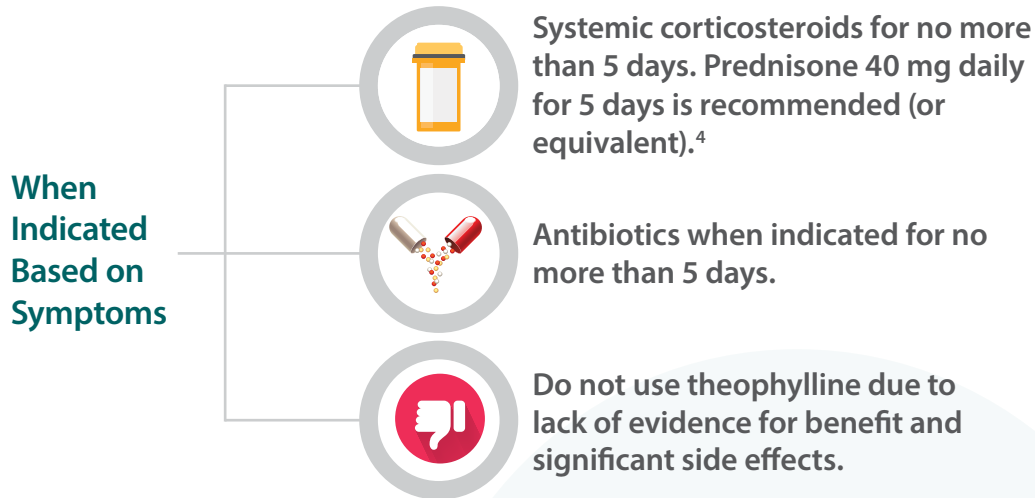 When
Indicated
Based on
Symptoms
Systemic corticosteroids for no more
than 5 days. Prednisone 40 mg daily
for 5 days is recommended (or
equivalent).⁴
Antibiotics when indicated for no
more than 5 days.
Do not use theophylline due to
lack of evidence for benefit and
significant side effects.